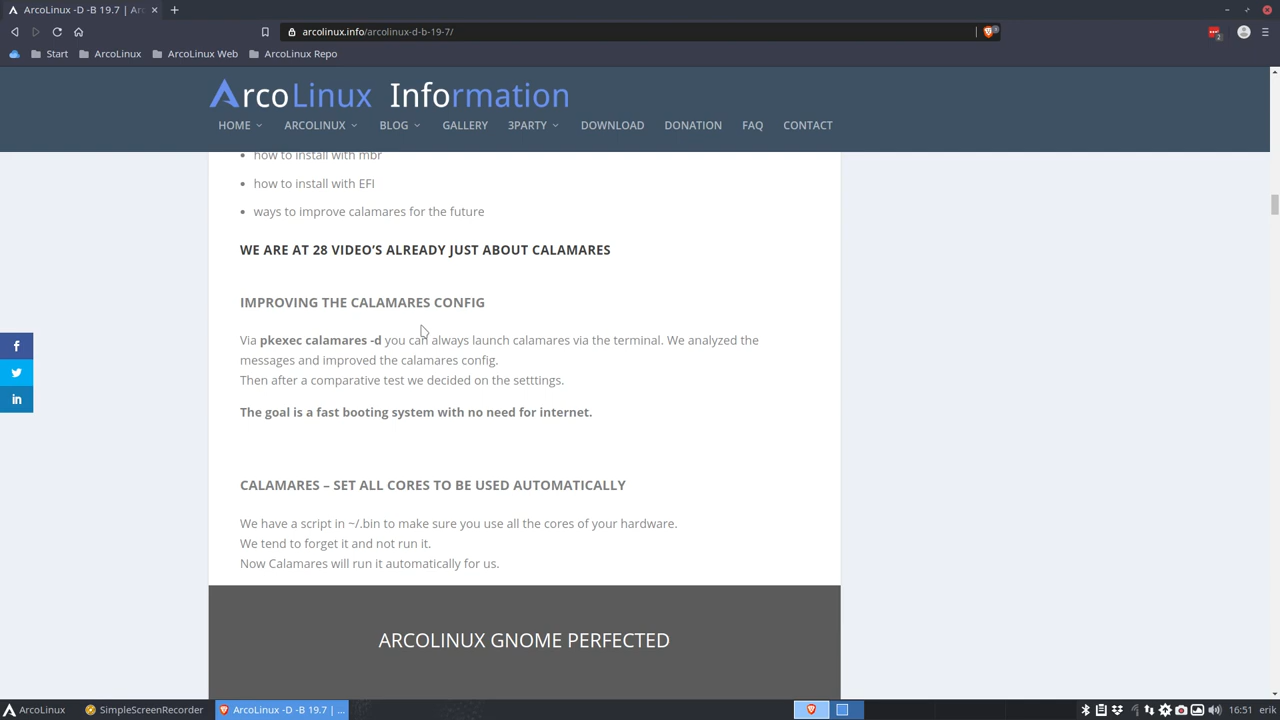 ArcoLinux -D -B 19.7 | Arc
arcolinux.info/arcolinux-d-b-19-7/
2
Start
ArcoLinux
ArcoLinux Web
ArcoLinux Repo
ArcoLinux Information
HOME
ARCOLINUX
BLOG
GALLERY
3PARTY
DOWNLOAD
DONATION
FAQ
CONTACT
how to install with mbr
how to install with EFI
ways to improve calamares for the future
WE ARE AT 28 VIDEO'S ALREADY JUST ABOUT CALAMARES
IMPROVING THE CALAMARES CONFIG
Via pkexec calamares -d you can always launch calamares via the terminal. We analyzed the
messages and improved the calamares config.
Then after a comparative test we decided on the setttings.
The goal is a fast booting system with no need for internet.
CALAMARES – SET ALL CORES TO BE USED AUTOMATICALLY
We have a script in ~/.bin to make sure you use all the cores of your hardware.
We tend to forget it and not run it.
Now Calamares will run it automatically for us.
ARCOLINUX GNOME PERFECTED
ArcoLinux
SimpleScreenRecorder
ArcoLinux -D -B 19.7 | ...
16:51
erik